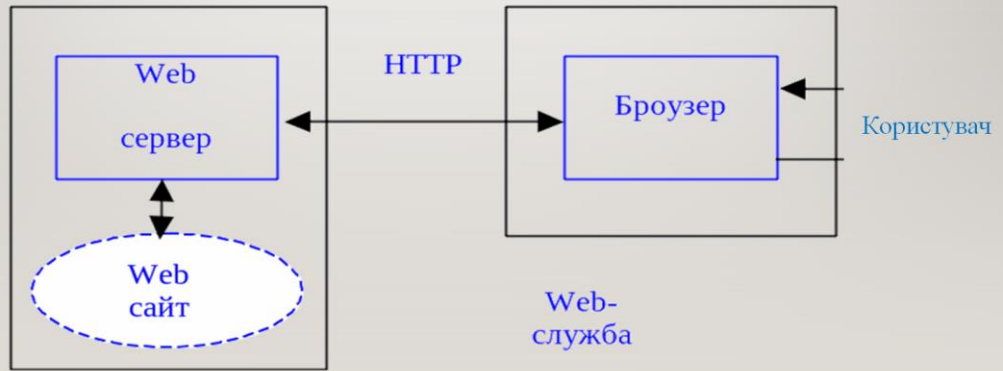 Web
сервер
HTTP
Броузер
Користувач
Web
сайт
Web-
служба